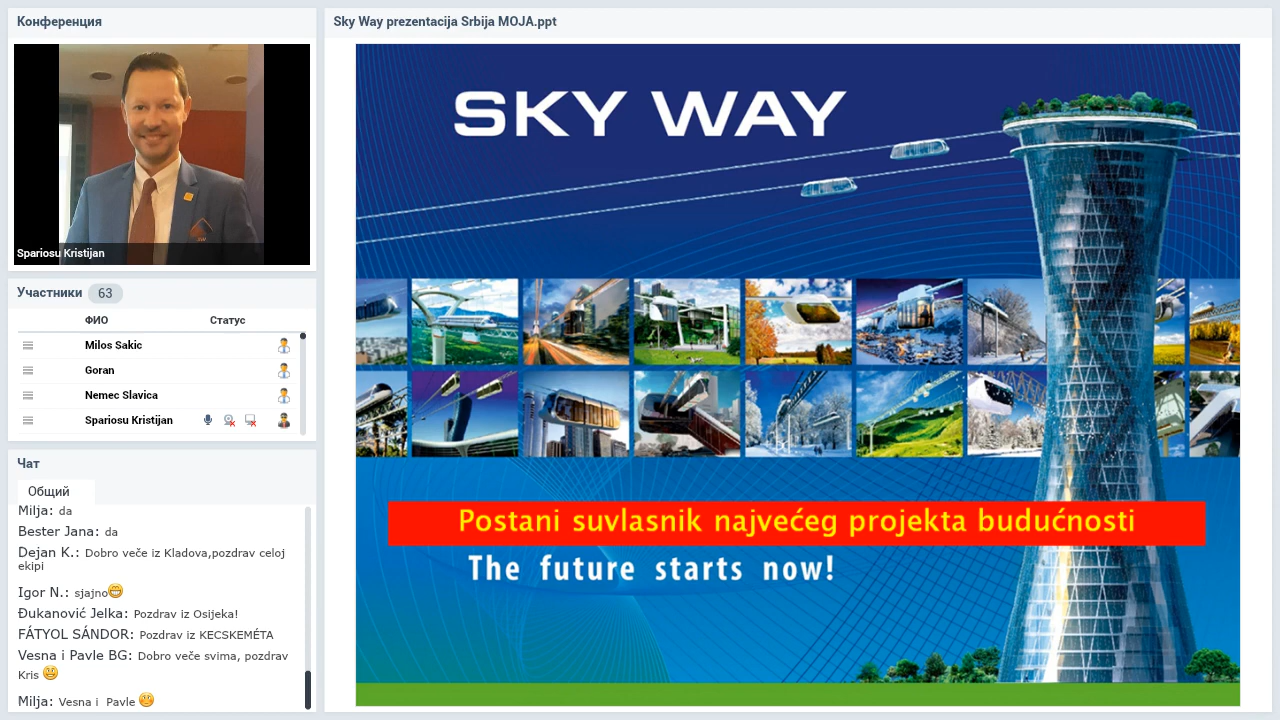 Конференция
Spariosu Kristijan
Участники 63
ФИО Статус
Milos Sakic
Goran
Nemec Slavica
Spariosu Kristijan
Чат
Общий
Milja: da
Bester Jana: da
Dejan K.: Dobro veče iz Kladova,pozdrav celoj
ekipi
Igor N.: sjajno
Đukanović Jelka: Pozdrav iz Osijeka!
FÁTYOL SÁNDOR: Pozdrav iz KECSKEMÉTA
Vesna i Pavle BG: Dobro veče svima, pozdrav
Kris
Milja: Vesna i Pavle
Sky Way prezentacija Srbija MOJA.ppt
SKY WAY
Postani suvlasnik najvećeg projekta budućnosti
The future starts now!